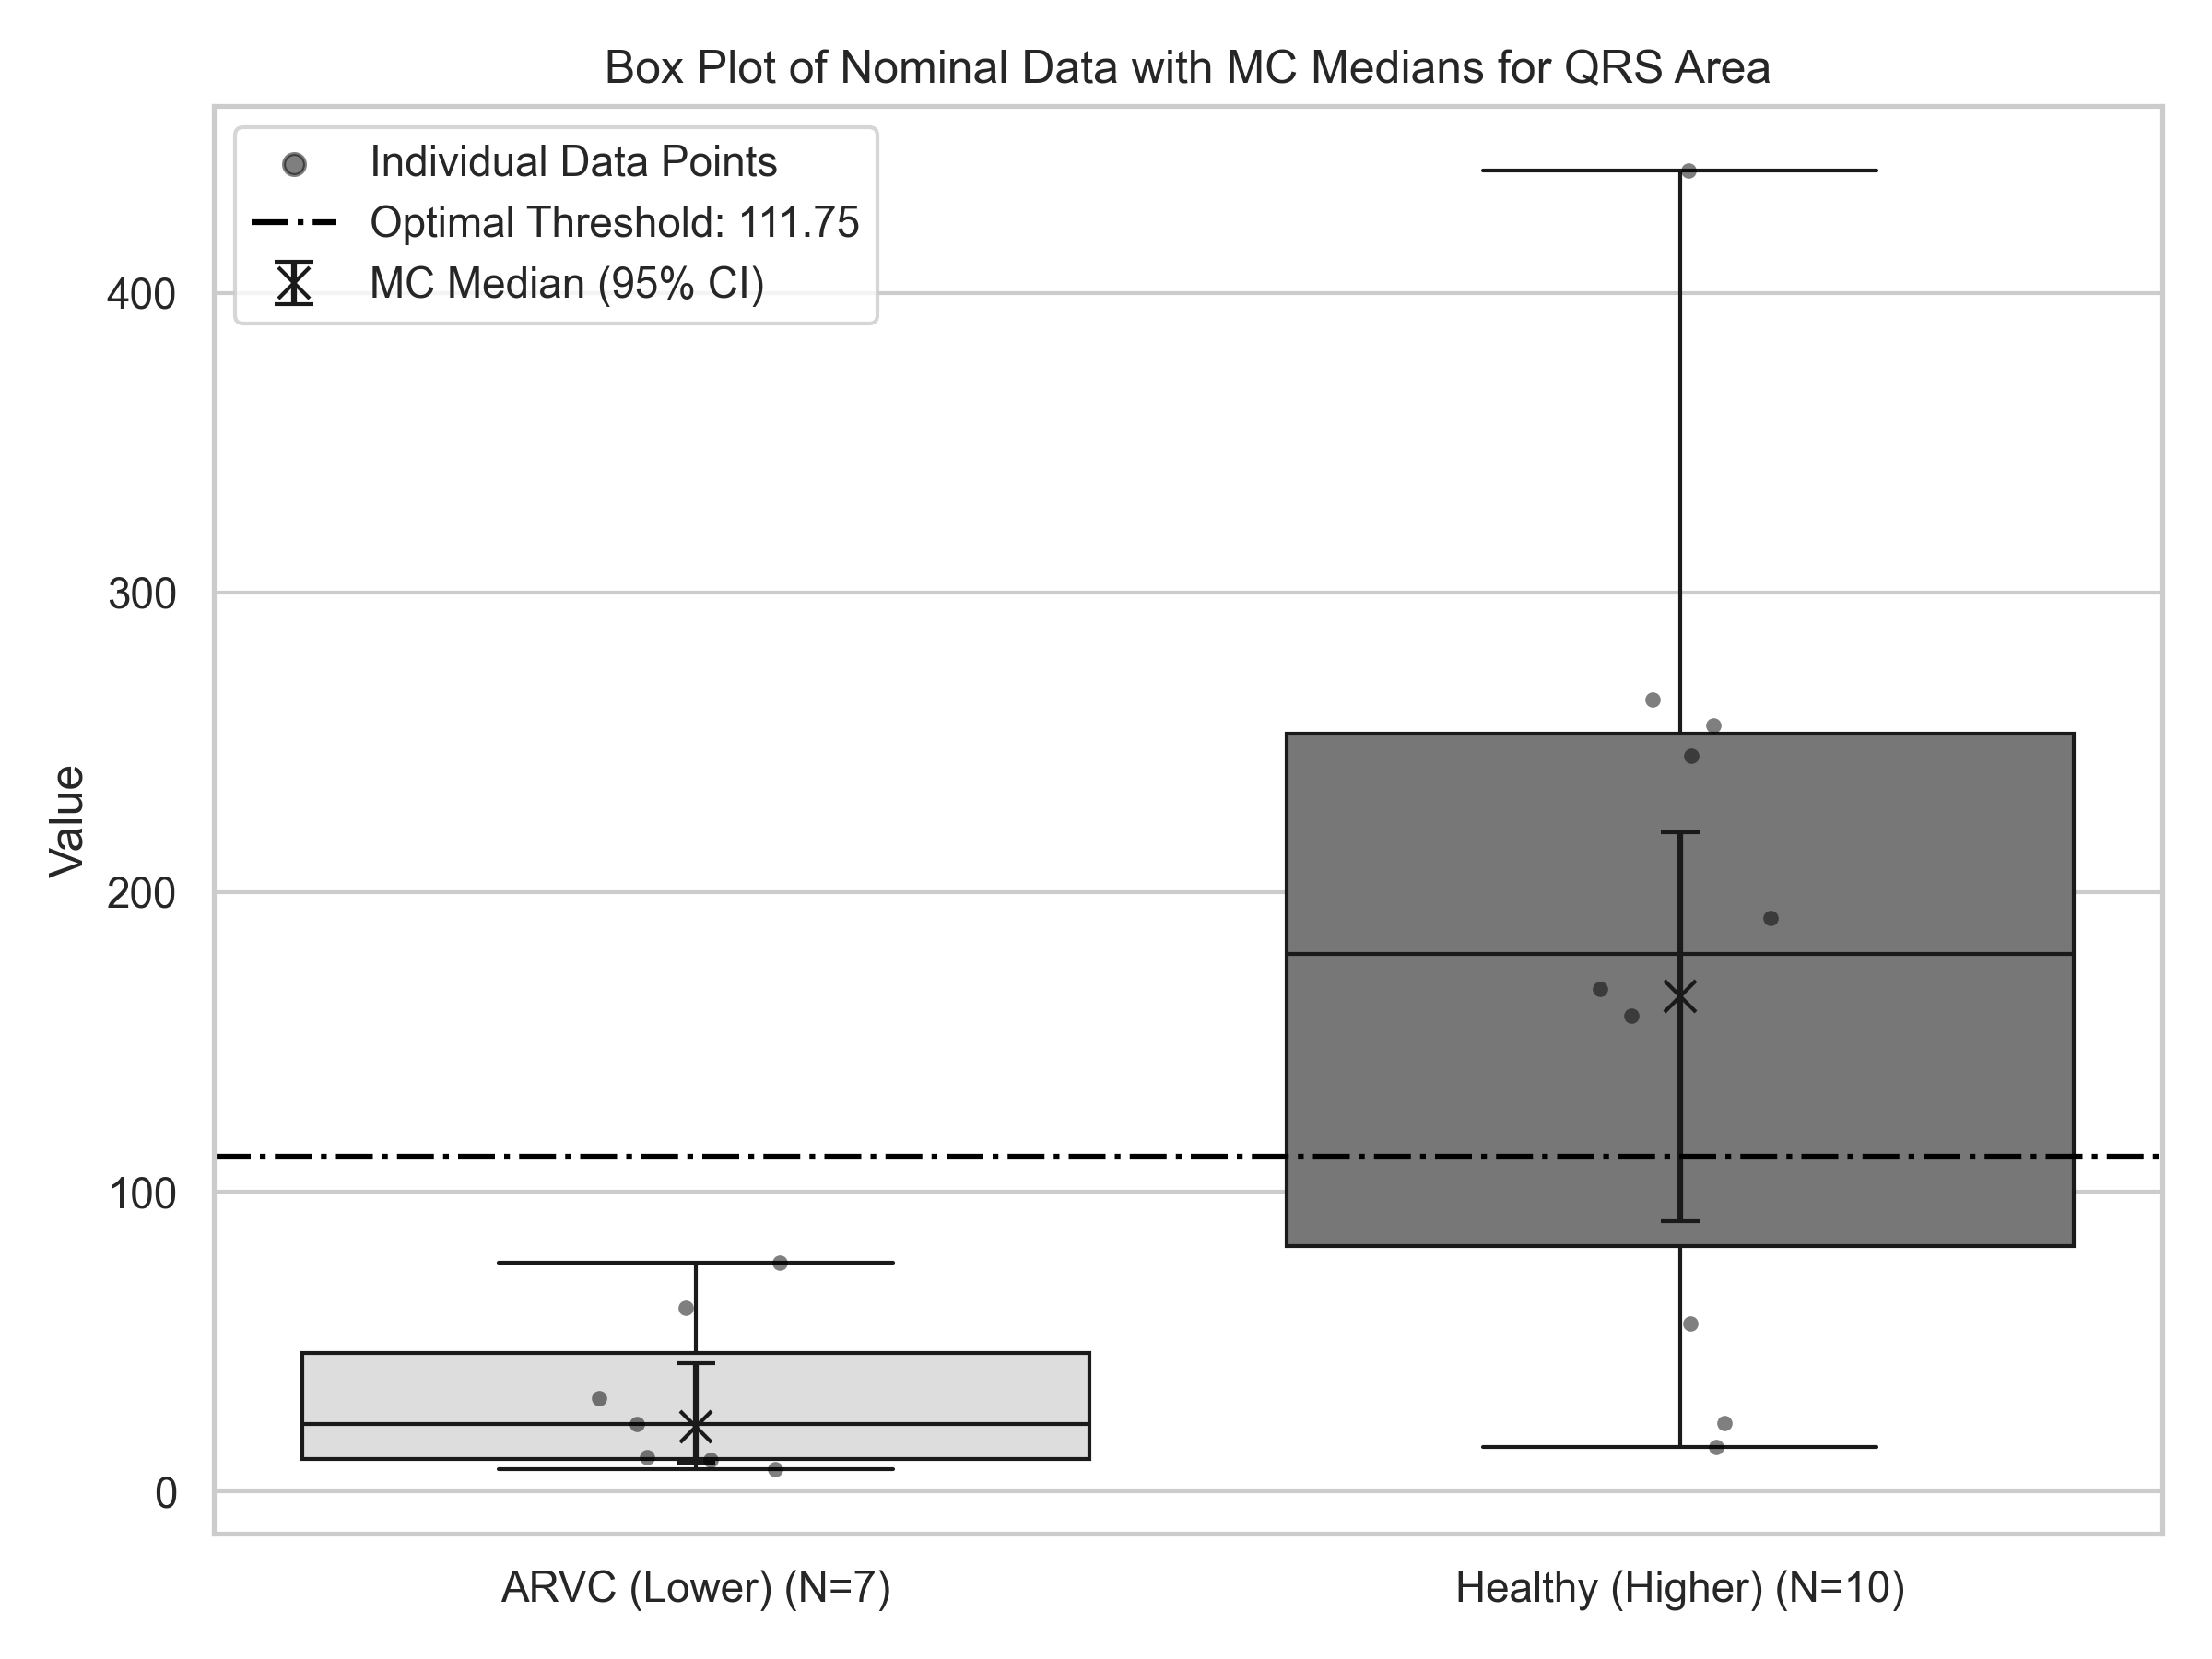 Box Plot of Nominal Data with MC Medians for QRS Area
Individual Data Points
Optimal Threshold: 111.75
MC Median (95% CI)
Value
400
300
200
100
0
ARVC (Lower) (N=7)
Healthy (Higher) (N=10)